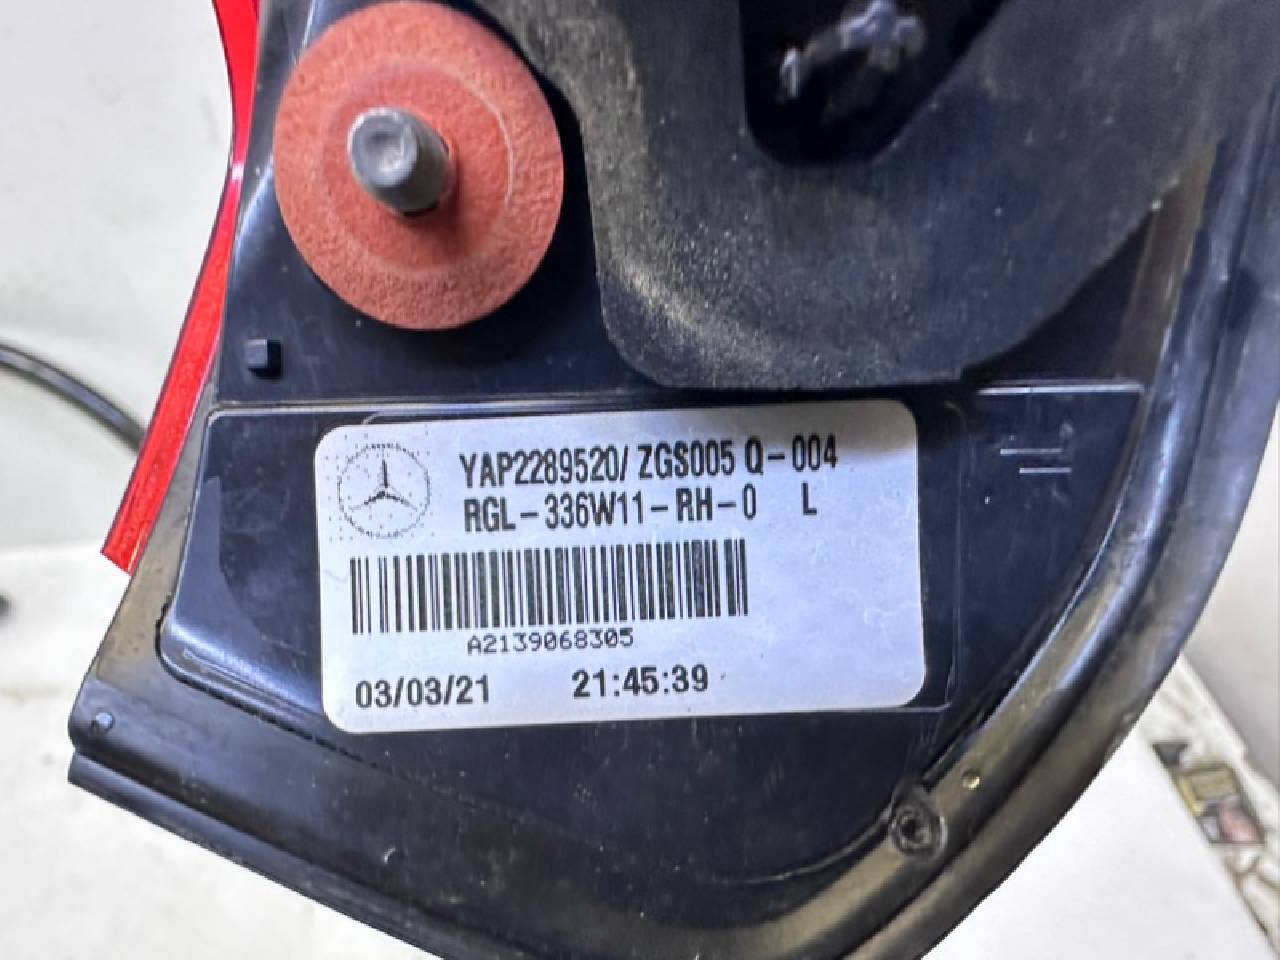 YAP2289520/ ZGS005 Q-004
RGL-336W11-RH-0 L
A2139068305
03/03/21 21:45:39